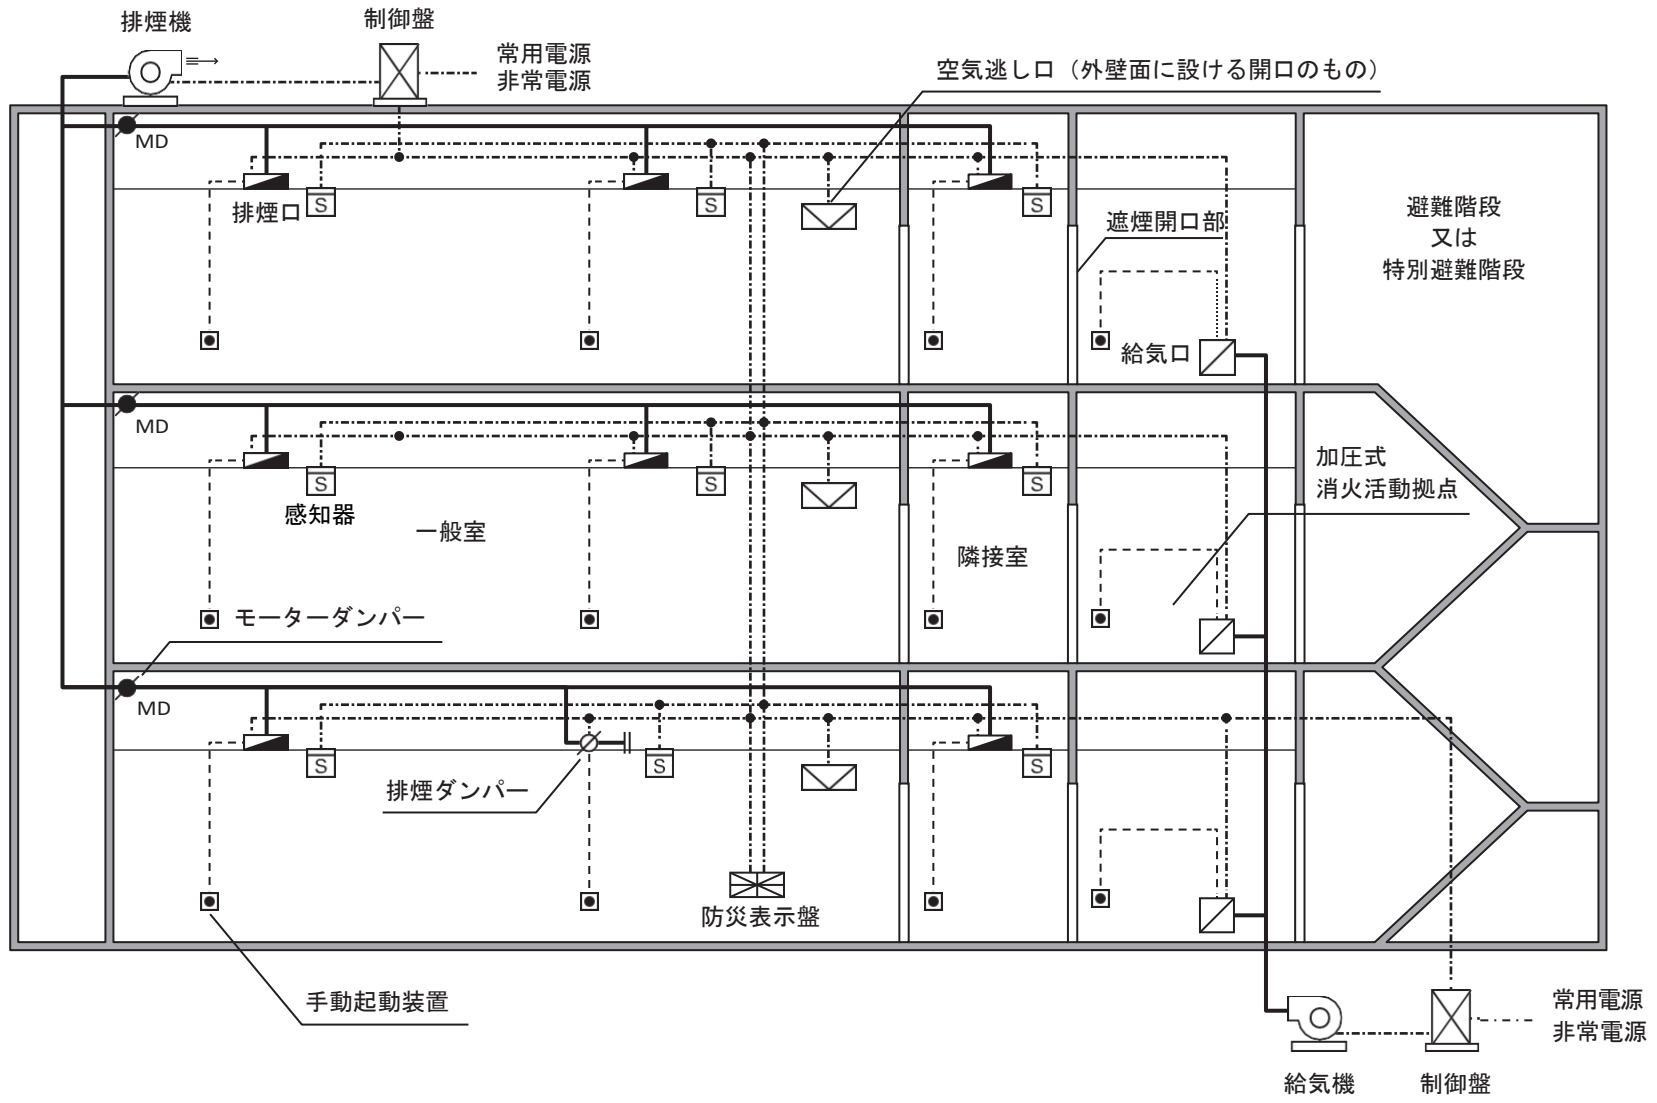 排煙機
制御盤
常用電源
非常電源
空気逃し口（外壁面に設ける開口のもの）
MD
排煙口
S
S
S
遮煙開口部
避難階段
又は
特別避難階段
給気口
MD
S
S
S
感知器
一般室
隣接室
加圧式
消火活動拠点
モーターダンパー
MD
S
S
S
排煙ダンパー
防災表示盤
手動起動装置
給気機
制御盤
常用電源
非常電源